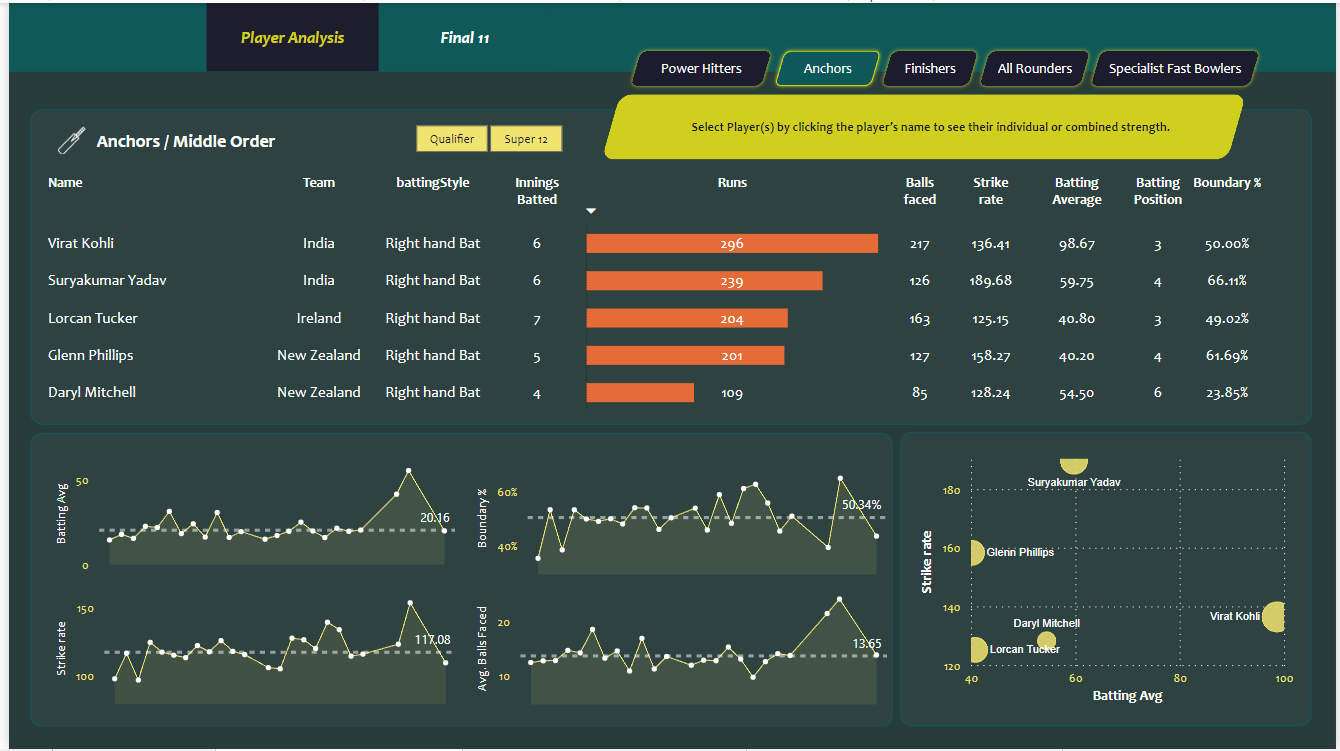 Player Analysis
Final 11
Power Hitters
Anchors
Finishers
All Rounders
Specialist Fast Bowlers
Select Player(s) by clicking the player's name to see their individual or combined strength.
Anchors / Middle Order
Qualifier
Super 12
Name Team battingStyle Innings Batted Runs Balls faced Strike rate Batting Average Batting Position Boundary %
Virat Kohli India Right hand Bat 6 296 217 136.41 98.67 3 50.00%
Suryakumar Yadav India Right hand Bat 6 239 126 189.68 59.75 4 66.11%
Lorcan Tucker Ireland Right hand Bat 7 204 163 125.15 40.80 3 49.02%
Glenn Phillips New Zealand Right hand Bat 5 201 127 158.27 40.20 4 61.69%
Daryl Mitchell New Zealand Right hand Bat 4 109 85 128.24 54.50 6 23.85%
Batting Avg
50
0
20.16
Boundary %
60%
40%
50.34%
Strike rate
150
100
117.08
Avg. Balls Faced
20
10
13.65
Strike rate
180
160
140
120
Suryakumar Yadav
Glenn Phillips
Virat Kohli
Daryl Mitchell
Lorcan Tucker
40 60 80 100
Batting Avg